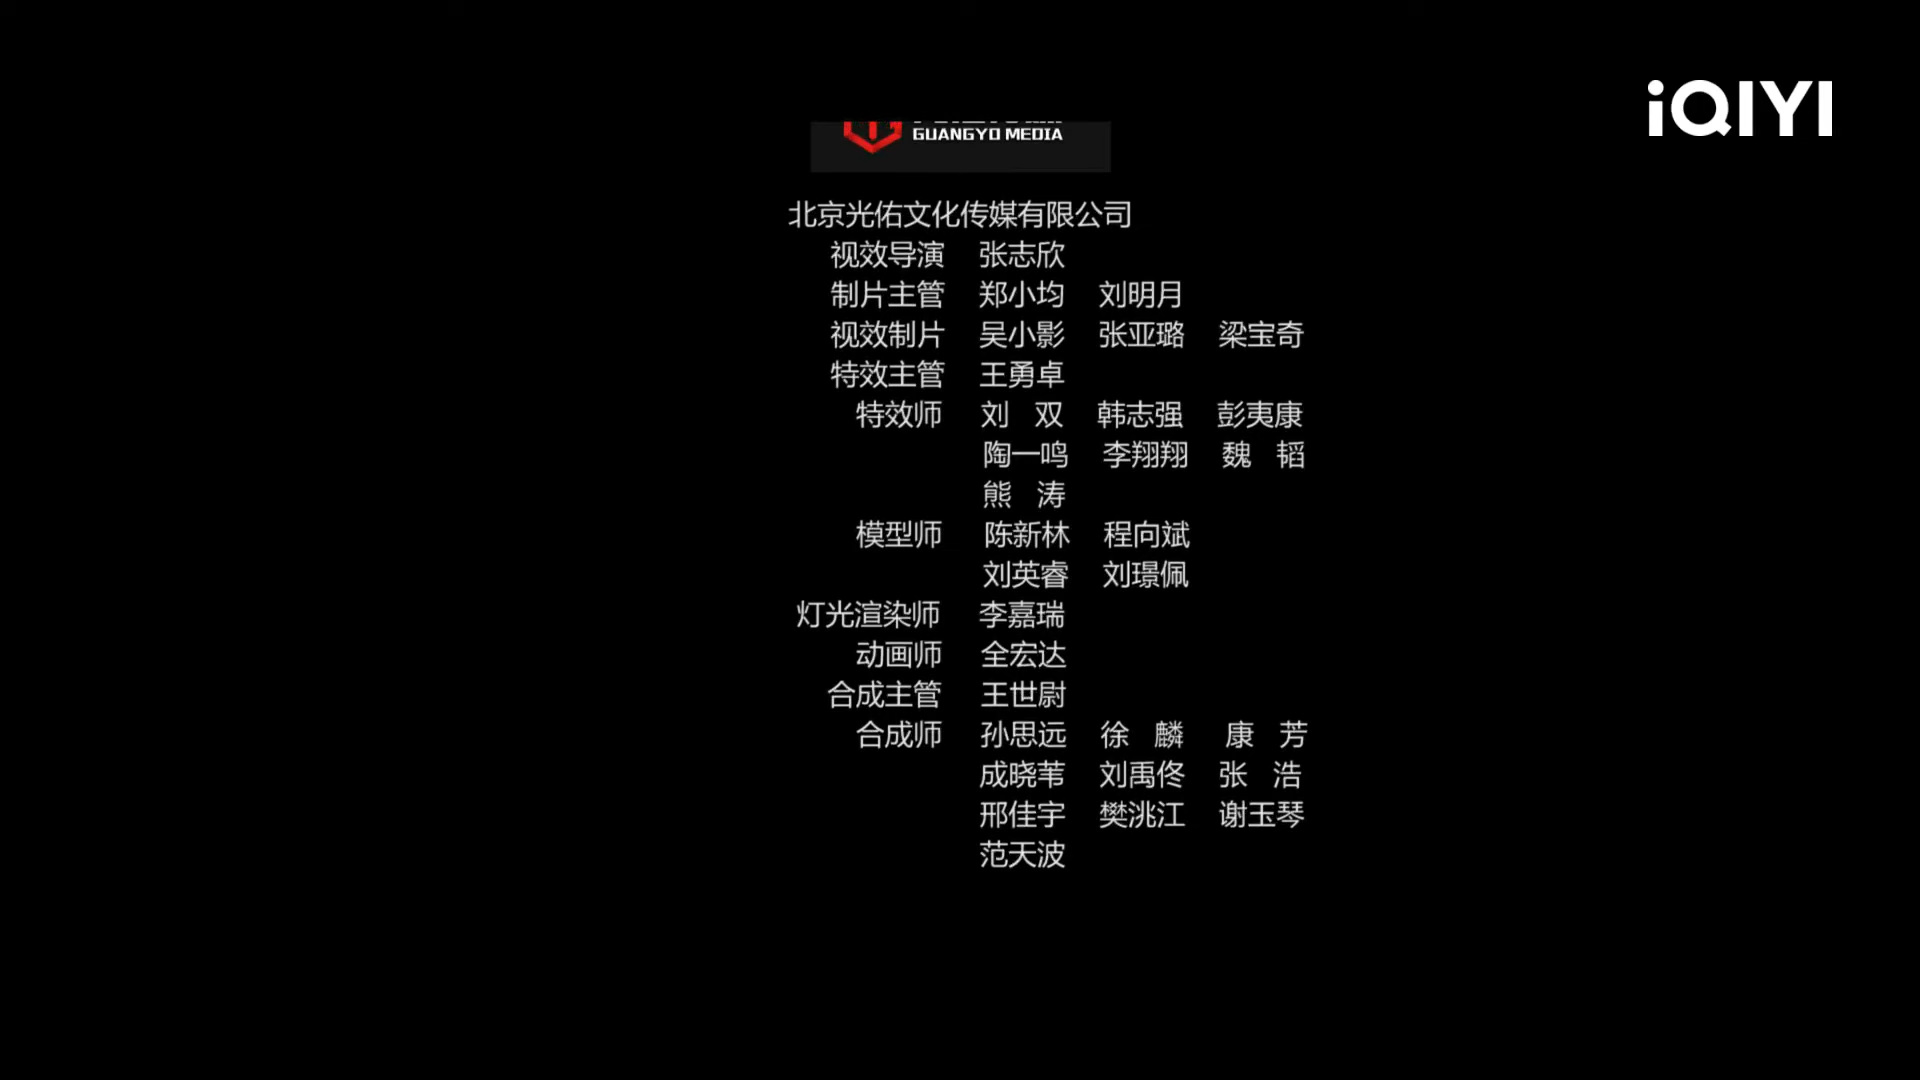 iQIYI
GUANGYO MEDIA
北京光佑文化传媒有限公司
视效导演 张志欣
制片主管 郑小均 刘明月
视效制片 吴小影 张亚璐 梁宝奇
特效主管 王勇卓
特效师 刘 双 韩志强 彭夷康
陶一鸣 李翔翔 魏 韬
熊 涛
模型师 陈新林 程向斌
刘英睿 刘璟佩
灯光渲染师 李嘉瑞
动画师 全宏达
合成主管 王世尉
合成师 孙思远 徐 麟 康 芳
成晓苇 刘禹佟 张 浩
邢佳宇 樊洮江 谢玉琴
范天波